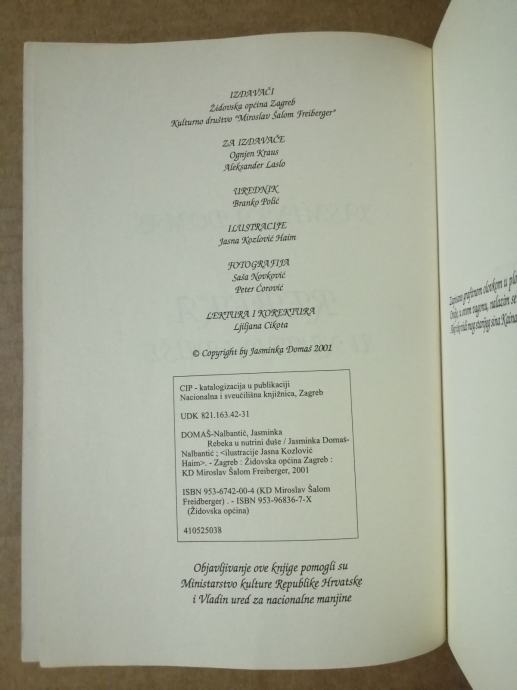 IZDAVAČI
Židovska općina Zagreb
Kulturno društvo "Miroslav Šalom Freiberger"
ZA IZDAVAČE
Ognjen Kraus
Aleksander Laslo
UREDNIK
Branko Polić
ILUSTRACIJE
Jasna Kozlović Haim
FOTOGRAFIJA
Saša Novković
Petar Ćorović
LEKTURA I KOREKTURA
Ljiljana Cikota
© Copyright by Jasminka Domaš 2001
CIP - katalogizacija u publikaciji
Nacionalna i sveučilišna knjižnica, Zagreb
UDK 821.163.42-31
DOMAŠ-Nalbantić, Jasminka
Rebeka u nutrini duše / Jasminka Domaš-
Nalbantić ; <ilustracije Jasna Kozlović
Haim>. - Zagreb : Židovska općina Zagreb :
KD Miroslav Šalom Freiberger, 2001
ISBN 953-6742-00-4 (KD Miroslav Šalom
Freidberger) . - ISBN 953-96836-7-X
(Židovska općina)
410525038
Objavljivanje ove knjige pomogli su
Ministarstvo kulture Republike Hrvatske
i Vladin ured za nacionalne manjine
Zapisano grafitnom olovkom u